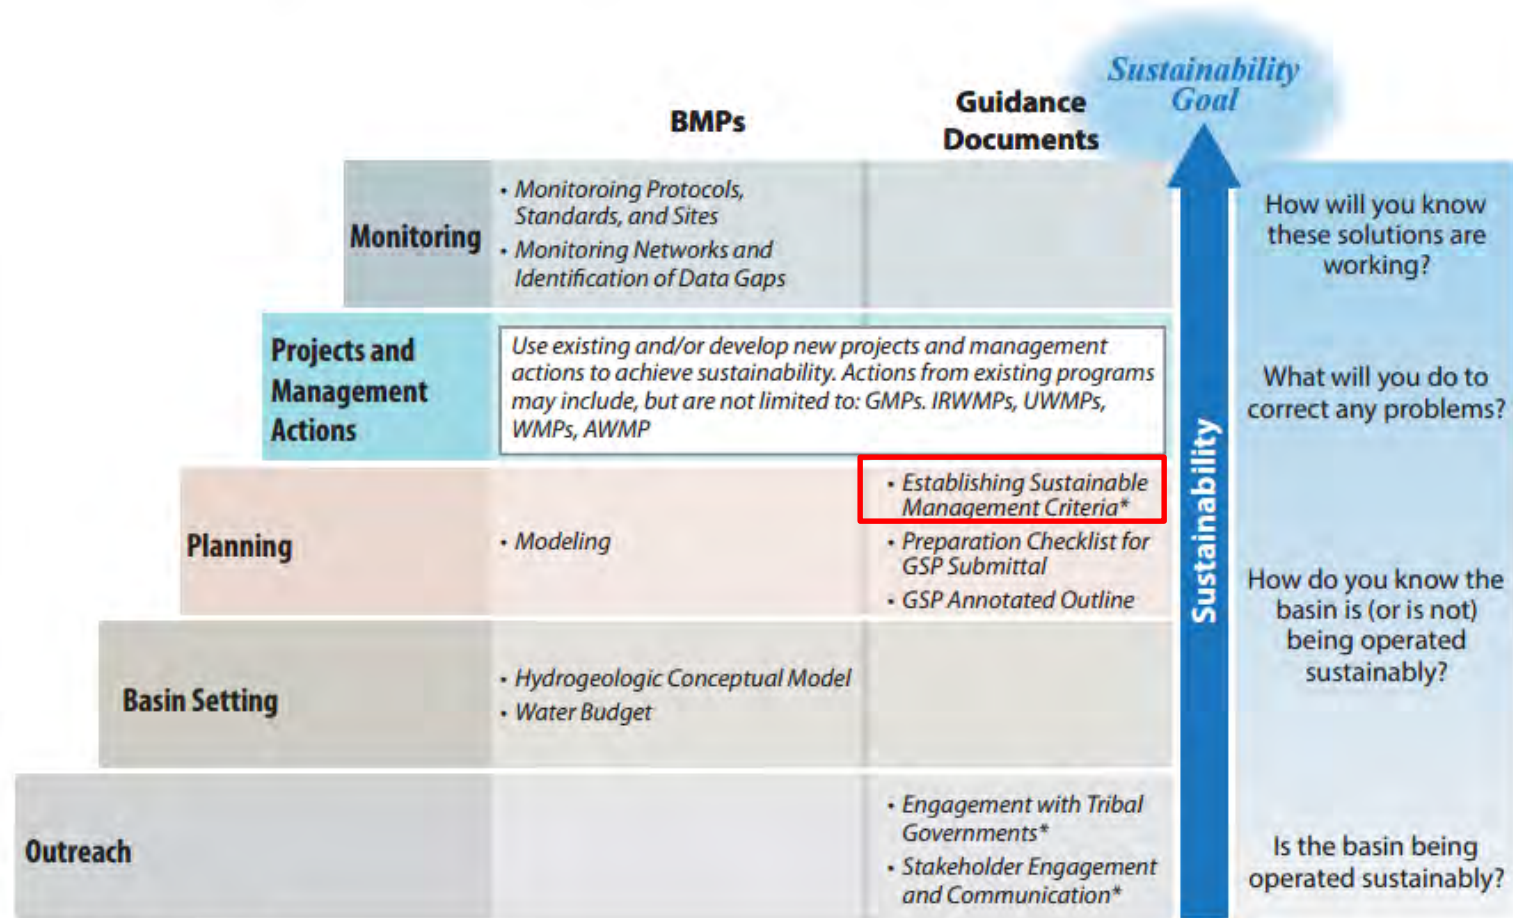 Sustainability
Goal
BMPs
Guidance
Documents
Monitoring
• Monitoroing Protocols,
Standards, and Sites
• Monitoring Networks and
Identification of Data Gaps
How will you know
these solutions are
working?
Projects and
Management
Actions
Use existing and/or develop new projects and management
actions to achieve sustainability. Actions from existing programs
may include, but are not limited to: GMPs. IRWMPs, UWMPs,
WMPs, AWMP
What will you do to
correct any problems?
Planning
• Modeling
• Establishing Sustainable
Management Criteria*
• Preparation Checklist for
GSP Submittal
• GSP Annotated Outline
Sustainability
How do you know the
basin is (or is not)
being operated
sustainably?
Basin Setting
• Hydrogeologic Conceptual Model
• Water Budget
Outreach
• Engagement with Tribal
Governments*
• Stakeholder Engagement
and Communication*
Is the basin being
operated sustainably?